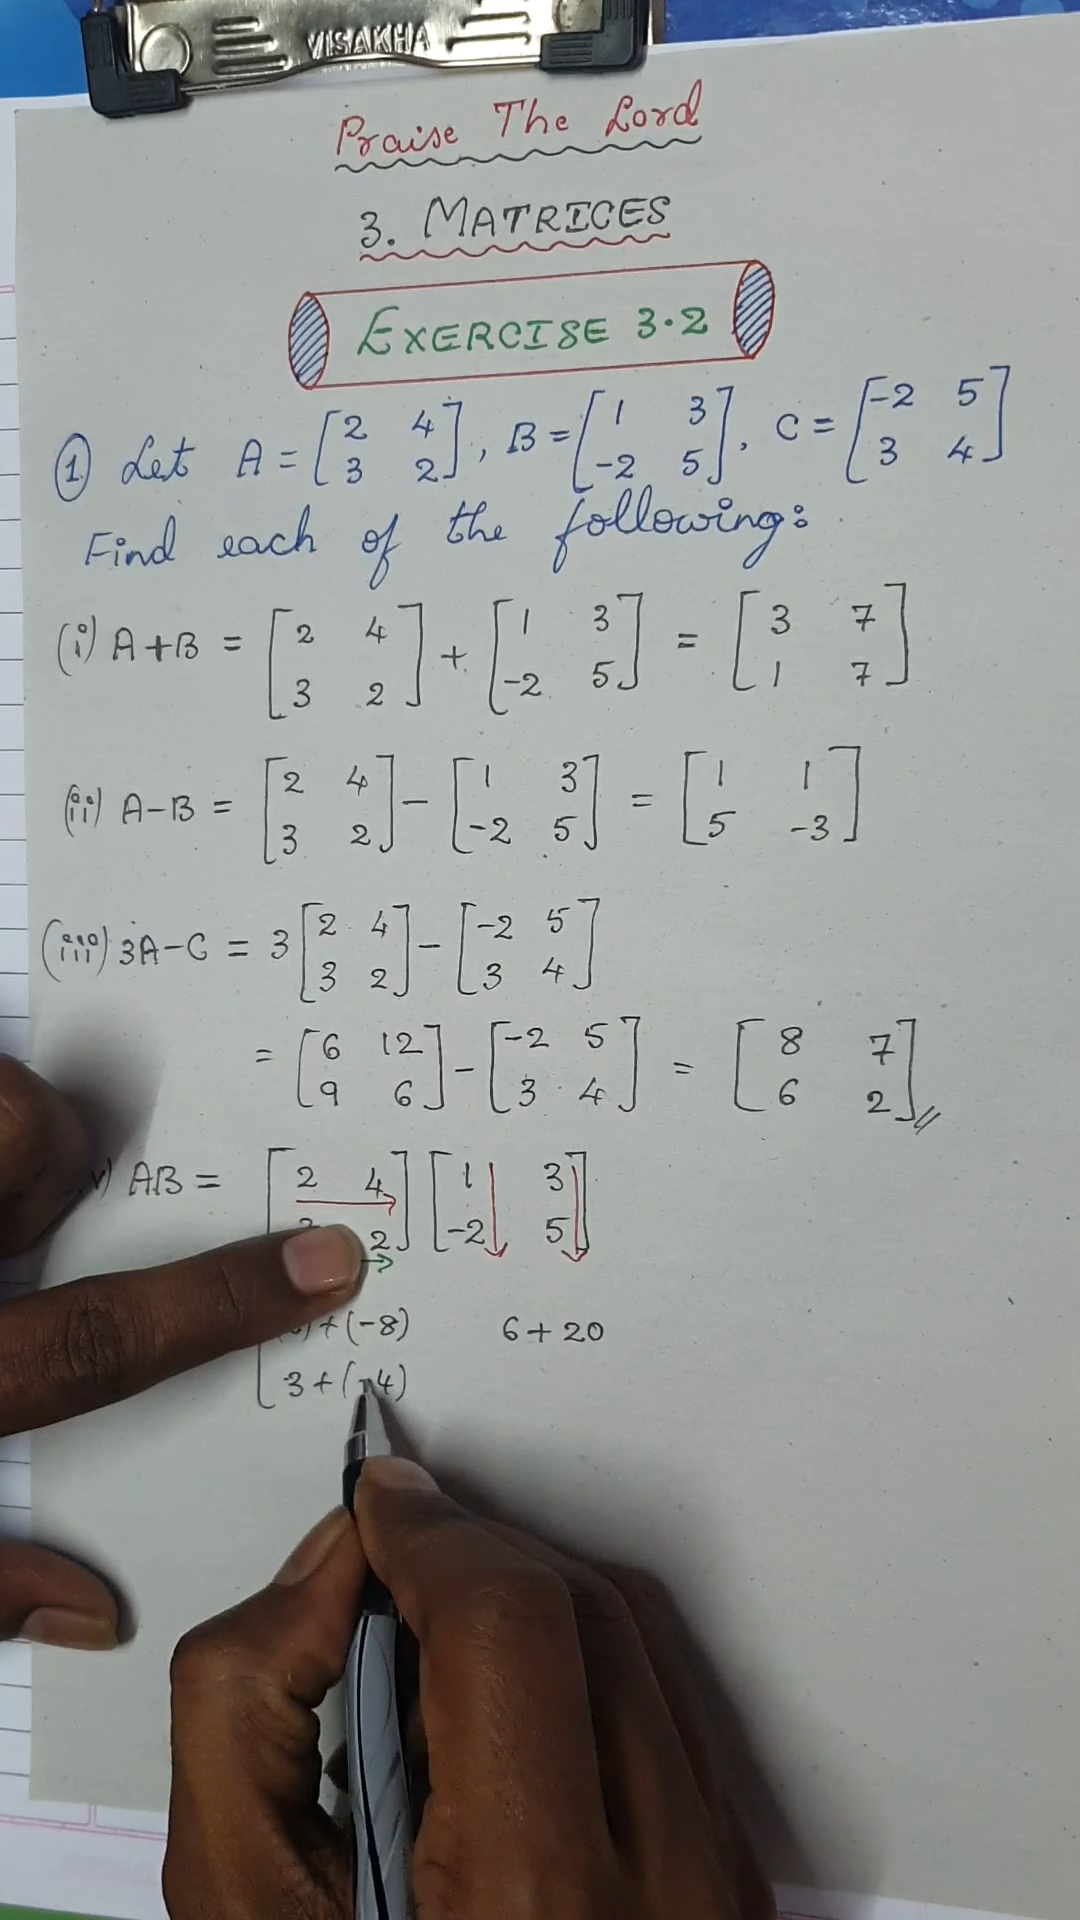 VISAKHA
Praise The Lord
3. MATRICES
EXERCISE 3.2
① Let A = [2 4; 3 2], B = [1 3; -2 5], C = [-2 5; 3 4]
Find each of the following:
(i) A+B = [2 4; 3 2] + [1 3; -2 5] = [3 7; 1 7]
(ii) A-B = [2 4; 3 2] - [1 3; -2 5] = [1 1; 5 -3]
(iii) 3A-C = 3[2 4; 3 2] - [-2 5; 3 4]
= [6 12; 9 6] - [-2 5; 3 4] = [8 7; 6 2]
v) AB = [2 4; 2] [1 3; -2 5]
+(-8) 6+20
3+(-4)